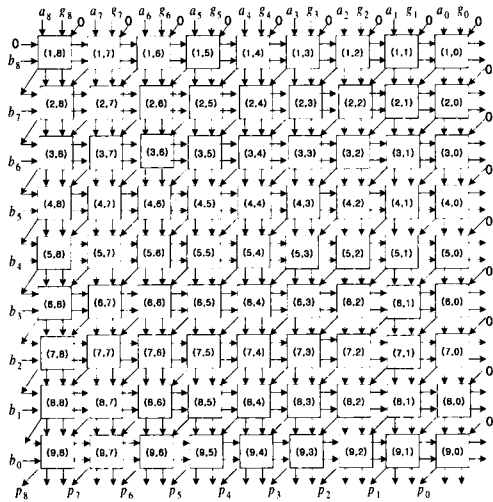 a8 g8 a7 g7 a6 g6 a5 g5 a4 g4 a3 g3 a2 g2 a1 g1 a0 g0
0 0 0 0 0 0 0 0 0 0
b8 (1,8) (1,7) (1,6) (1,5) (1,4) (1,3) (1,2) (1,1) (1,0)
0
b7 (2,8) (2,7) (2,6) (2,5) (2,4) (2,3) (2,2) (2,1) (2,0)
0
b6 (3,8) (3,7) (3,6) (3,5) (3,4) (3,3) (3,2) (3,1) (3,0)
0
b5 (4,8) (4,7) (4,6) (4,5) (4,4) (4,3) (4,2) (4,1) (4,0)
0
b4 (5,8) (5,7) (5,6) (5,5) (5,4) (5,3) (5,2) (5,1) (5,0)
0
b3 (6,8) (6,7) (6,6) (6,5) (6,4) (6,3) (6,2) (6,1) (6,0)
0
b2 (7,8) (7,7) (7,6) (7,5) (7,4) (7,3) (7,2) (7,1) (7,0)
0
b1 (8,8) (8,7) (8,6) (8,5) (8,4) (8,3) (8,2) (8,1) (8,0)
0
b0 (9,8) (9,7) (9,6) (9,5) (9,4) (9,3) (9,2) (9,1) (9,0)
p8 p7 p6 p5 p4 p3 p2 p1 p0